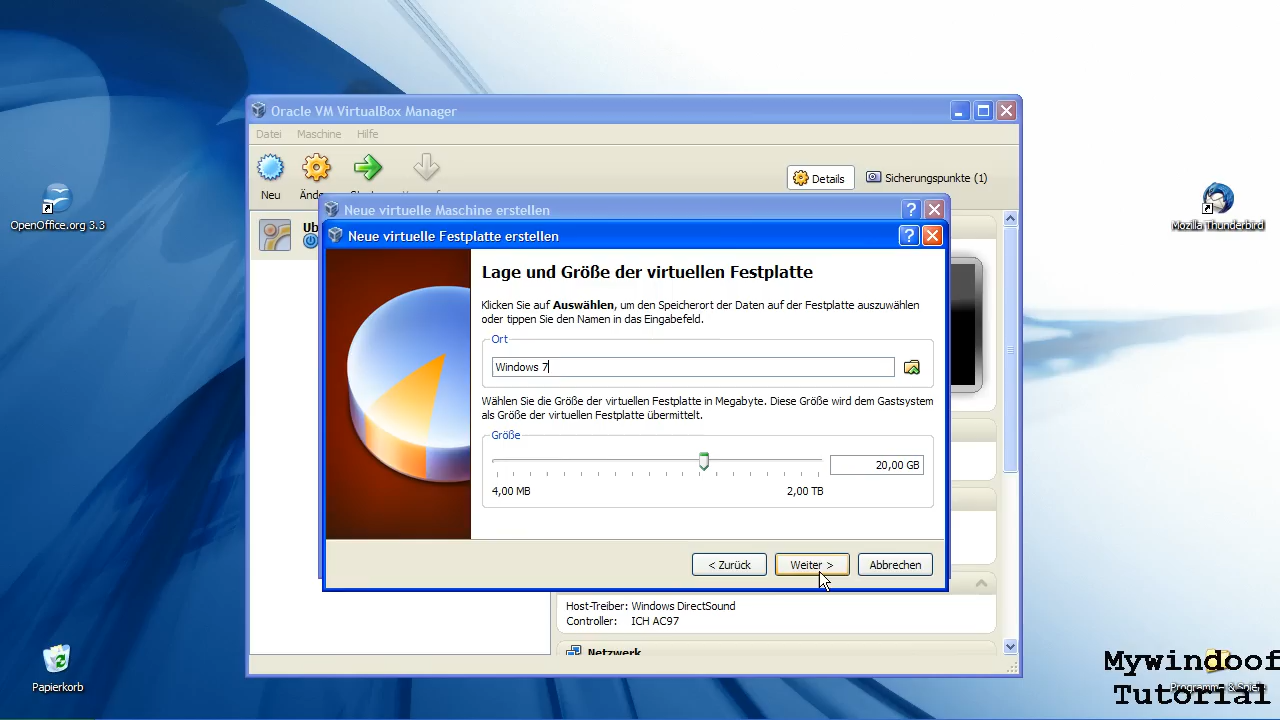 Oracle VM VirtualBox Manager
Datei Maschine Hilfe
Neu
Details
Sicherungspunkte (1)
OpenOffice.org 3.3
Mozilla Thunderbird
Neue virtuelle Maschine erstellen
Neue virtuelle Festplatte erstellen
Lage und Größe der virtuellen Festplatte
Klicken Sie auf Auswählen, um den Speicherort der Daten auf der Festplatte auszuwählen
oder tippen Sie den Namen in das Eingabefeld.
Ort
Windows 7
Wählen Sie die Größe der virtuellen Festplatte in Megabyte. Diese Größe wird dem Gastsystem
als Größe der virtuellen Festplatte übermittelt.
Größe
20,00 GB
4,00 MB 2,00 TB
< Zurück Weiter > Abbrechen
Host-Treiber: Windows DirectSound
Controller: ICH AC97
Netzwerk
Papierkorb
Mywindoof
Tutorial